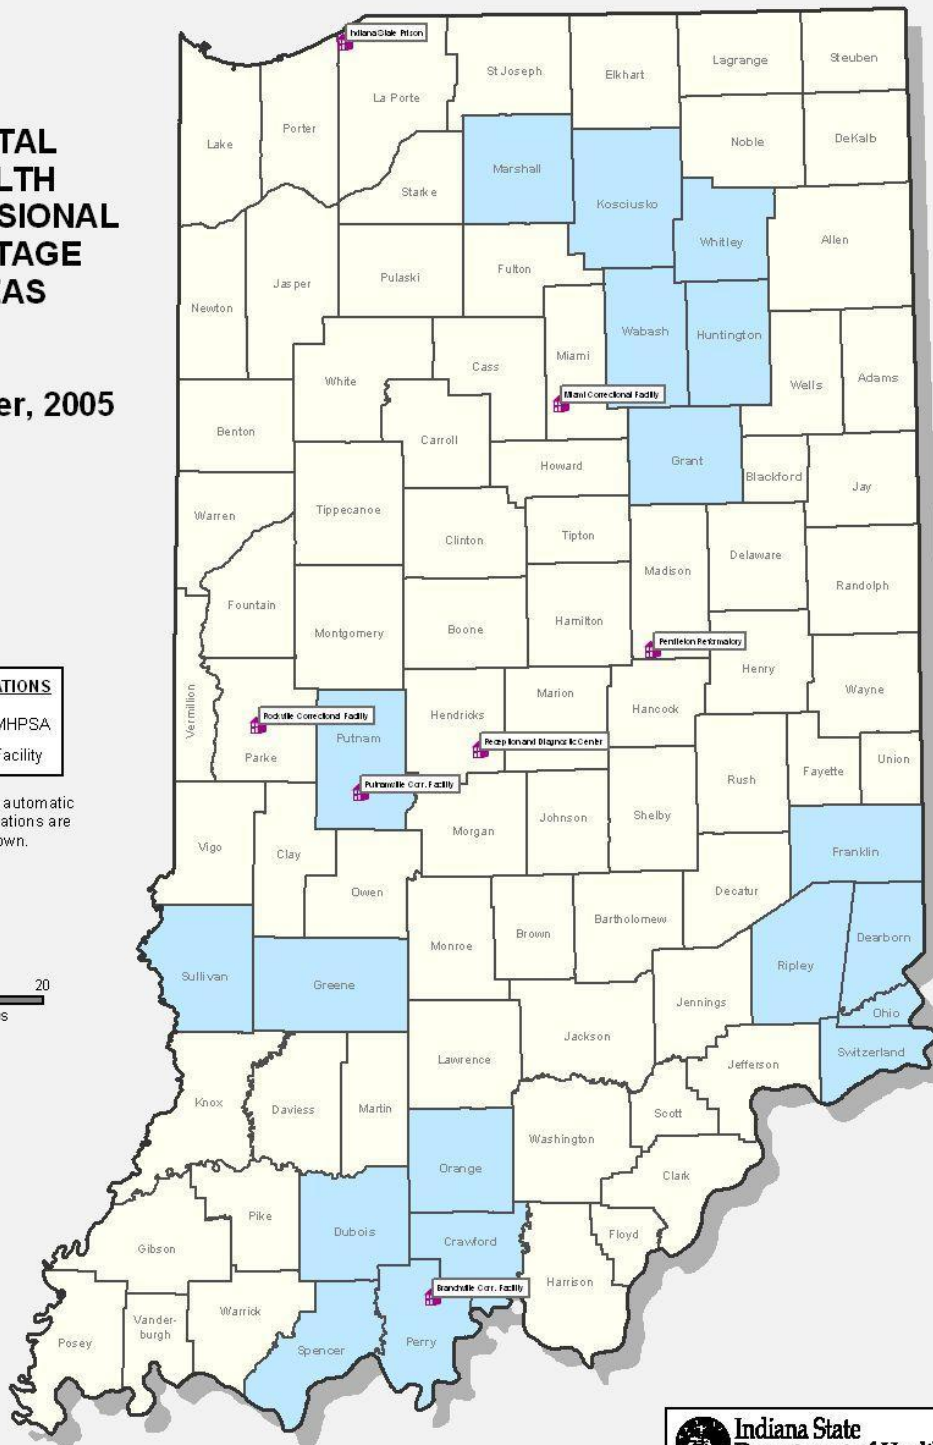 TAL
LTH
SIONAL
TAGE
EAS
er, 2005
ATIONS
MHPSA
Facility
automatic
ations are
own.
20
s
Indiana State Prison
St Joseph
Elkhart
Lagrange
Steuben
La Porte
Lake
Porter
Noble
DeKalb
Marshall
Starke
Kosciusko
Whitley
Allen
Fulton
Pulaski
Jasper
Newton
Wabash
Huntington
Miami
Cass
White
Wells
Adams
Miami Correctional Facility
Benton
Carroll
Howard
Grant
Blackford
Jay
Warren
Tippecanoe
Clinton
Tipton
Madison
Delaware
Randolph
Fountain
Montgomery
Boone
Hamilton
Pendleton Reformatory
Henry
Wayne
Vermillion
Marion
Hancock
Rockville Correctional Facility
Hendricks
Putnam
Reception and Diagnostic Center
Parke
Union
Fayette
Rush
Putnamville Corr. Facility
Shelby
Johnson
Morgan
Vigo
Clay
Franklin
Owen
Decatur
Bartholomew
Brown
Monroe
Dearborn
Ripley
Sullivan
Greene
Jennings
Ohio
Jackson
Switzerland
Lawrence
Jefferson
Knox
Daviess
Martin
Scott
Washington
Orange
Clark
Pike
Dubois
Floyd
Crawford
Gibson
Harrison
Branchville Corr. Facility
Warrick
Vander-
burgh
Posey
Spencer
Perry
Indiana State